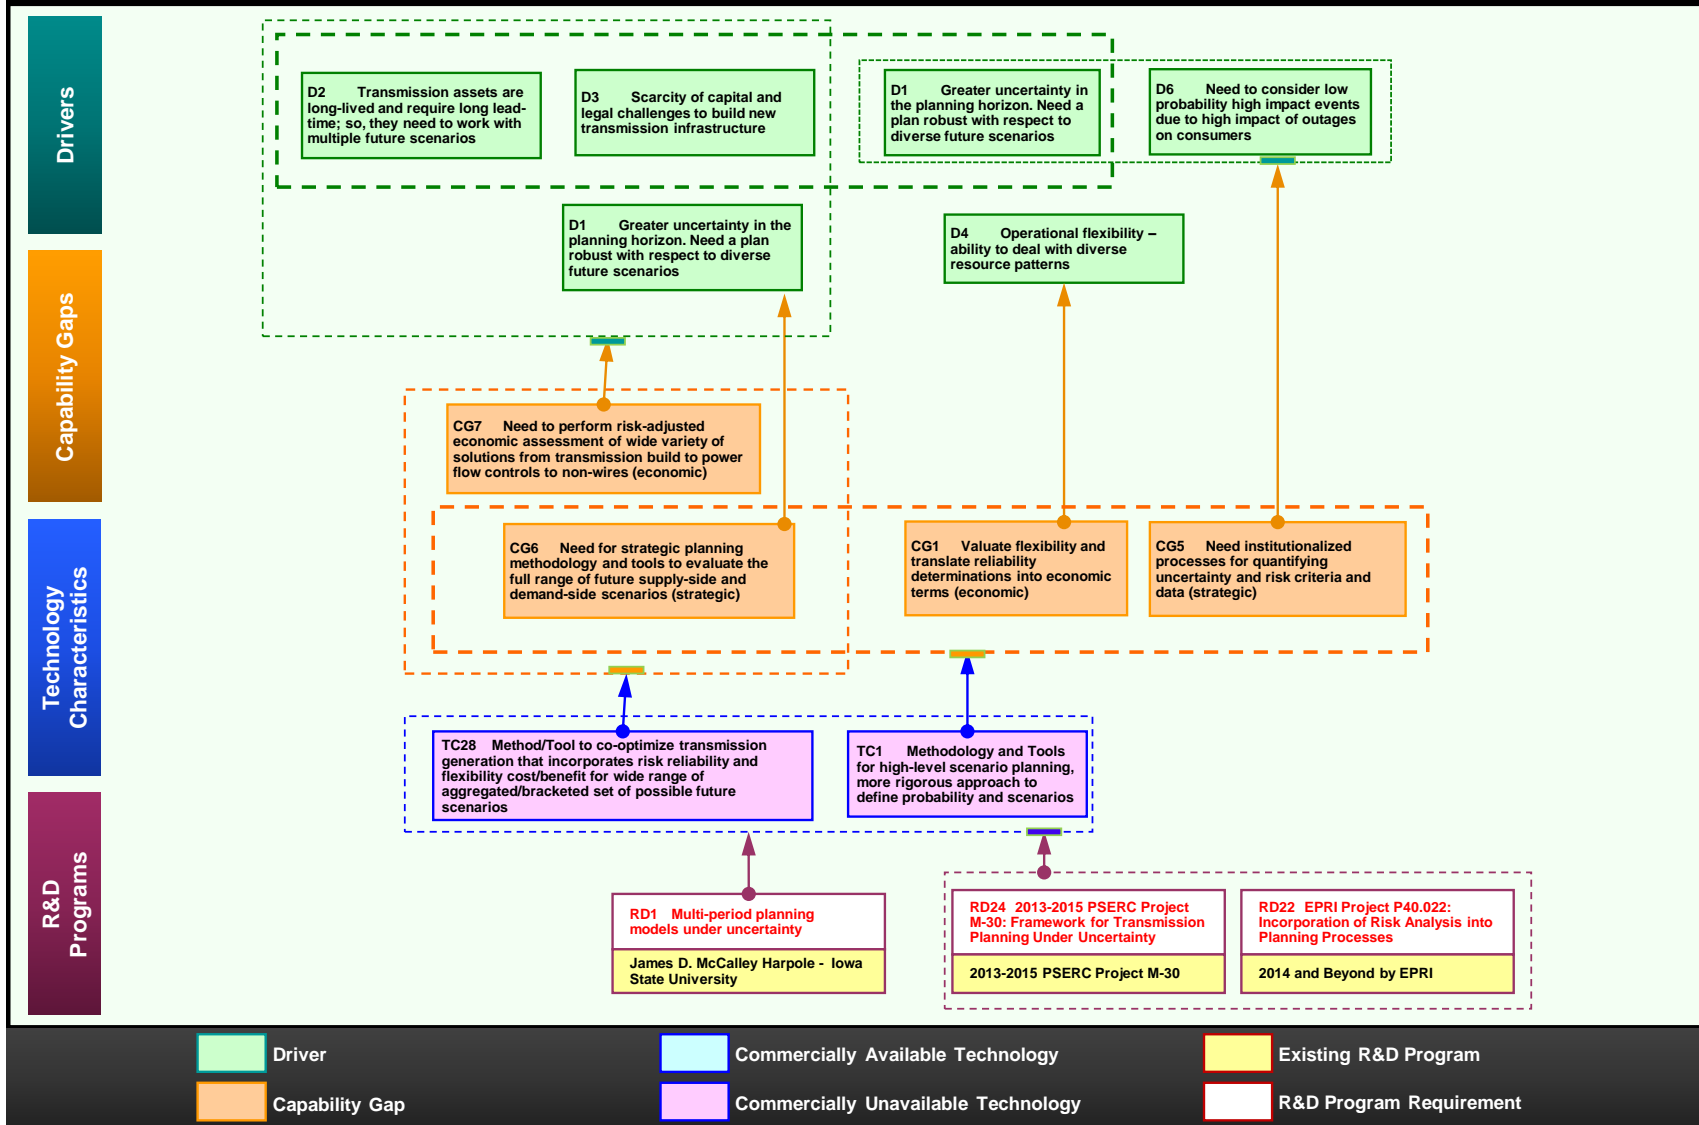 Drivers
D2 Transmission assets are
long-lived and require long lead-
time; so, they need to work with
multiple future scenarios
D3 Scarcity of capital and
legal challenges to build new
transmission infrastructure
D1 Greater uncertainty in
the planning horizon. Need a
plan robust with respect to
diverse future scenarios
D6 Need to consider low
probability high impact events
due to high impact of outages
on consumers
D1 Greater uncertainty in the
planning horizon. Need a plan
robust with respect to diverse
future scenarios
D4 Operational flexibility –
ability to deal with diverse
resource patterns
Capability Gaps
CG7 Need to perform risk-adjusted
economic assessment of wide variety of
solutions from transmission build to power
flow controls to non-wires (economic)
CG6 Need for strategic planning
methodology and tools to evaluate the
full range of future supply-side and
demand-side scenarios (strategic)
CG1 Valuate flexibility and
translate reliability
determinations into economic
terms (economic)
CG5 Need institutionalized
processes for quantifying
uncertainty and risk criteria and
data (strategic)
Technology
Characteristics
TC28 Method/Tool to co-optimize transmission
generation that incorporates risk reliability and
flexibility cost/benefit for wide range of
aggregated/bracketed set of possible future
scenarios
TC1 Methodology and Tools
for high-level scenario planning,
more rigorous approach to
define probability and scenarios
R&D
Programs
RD1 Multi-period planning
models under uncertainty
James D. McCalley Harpole - Iowa
State University
RD24 2013-2015 PSERC Project
M-30: Framework for Transmission
Planning Under Uncertainty
2013-2015 PSERC Project M-30
RD22 EPRI Project P40.022:
Incorporation of Risk Analysis into
Planning Processes
2014 and Beyond by EPRI
Driver
Commercially Available Technology
Existing R&D Program
Capability Gap
Commercially Unavailable Technology
R&D Program Requirement